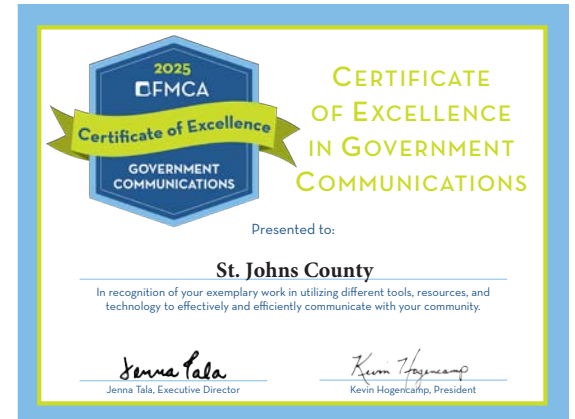 2025
FMCA
Certificate of Excellence
GOVERNMENT
COMMUNICATIONS
CERTIFICATE
OF EXCELLENCE
IN GOVERNMENT
COMMUNICATIONS
Presented to:
St. Johns County
In recognition of your exemplary work in utilizing different tools, resources, and
technology to effectively and efficiently communicate with your community.
Jenna Tala
Kevin Hogencamp
Jenna Tala, Executive Director
Kevin Hogencamp, President